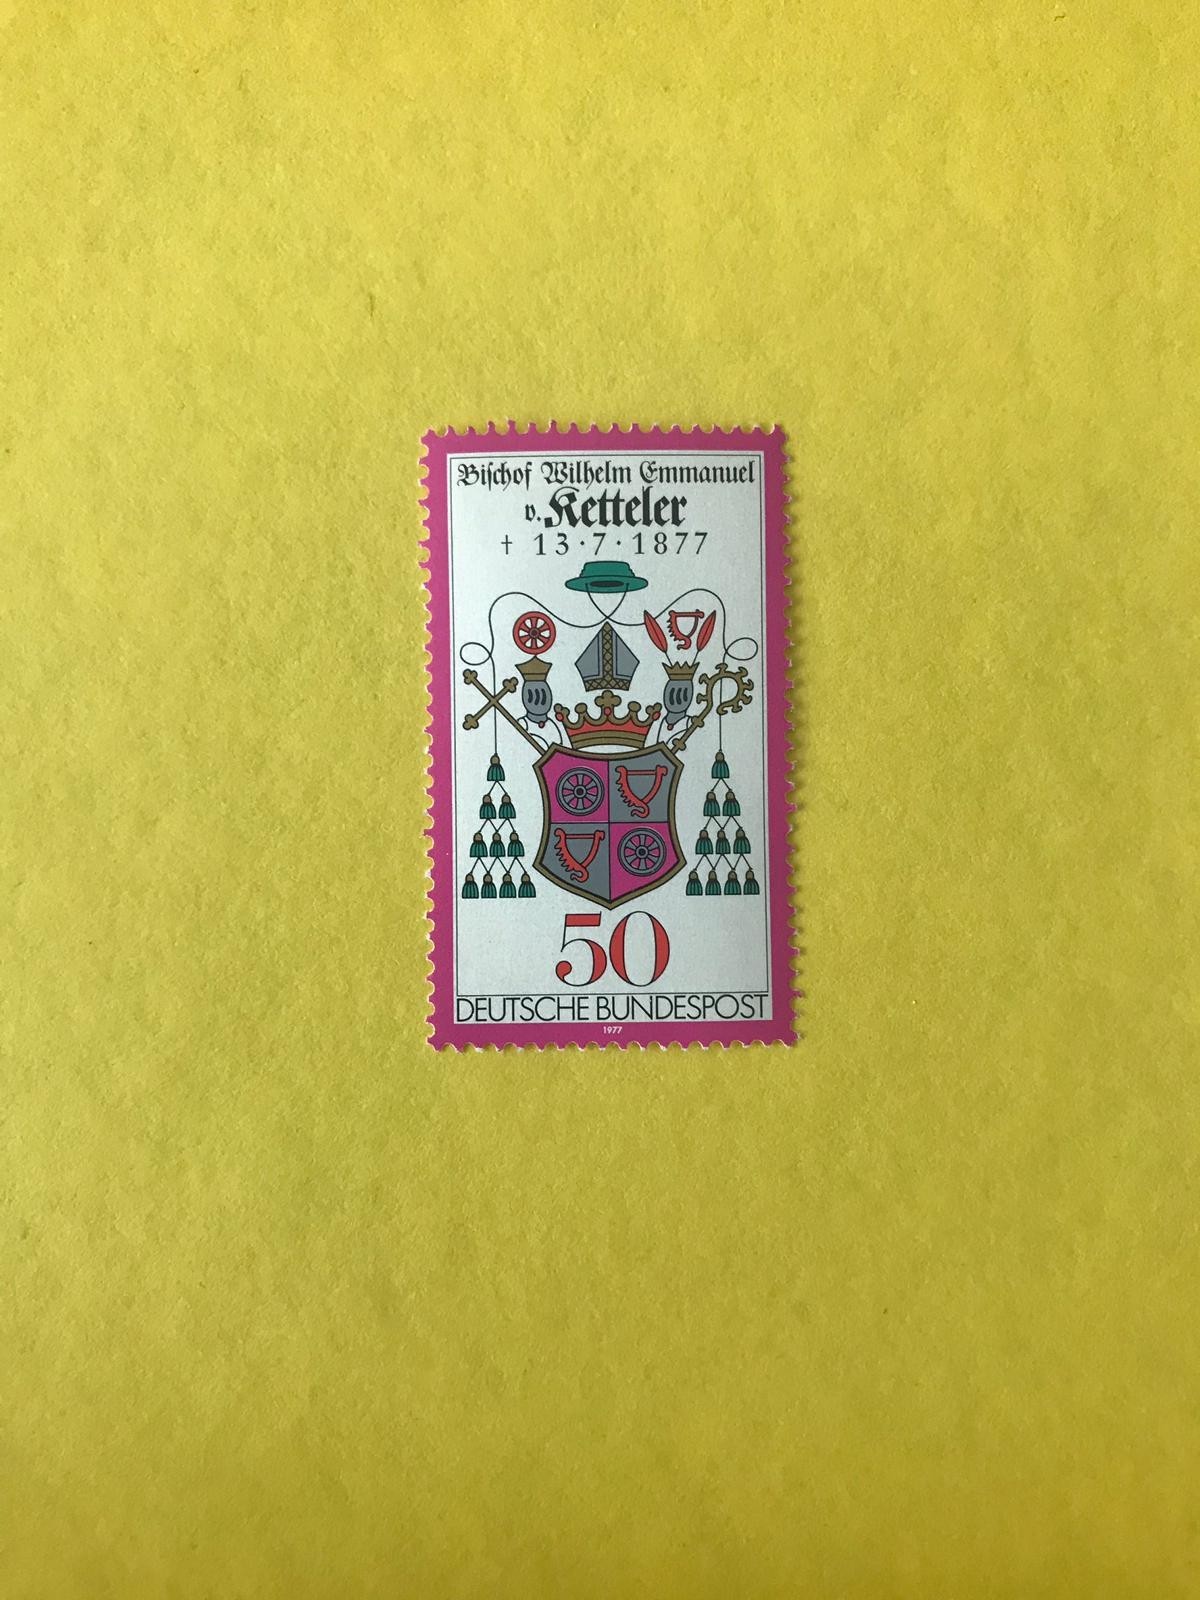 Bischof Wilhelm Emmanuel
v. Ketteler
† 13·7·1877
50
DEUTSCHE BUNDESPOST
1977